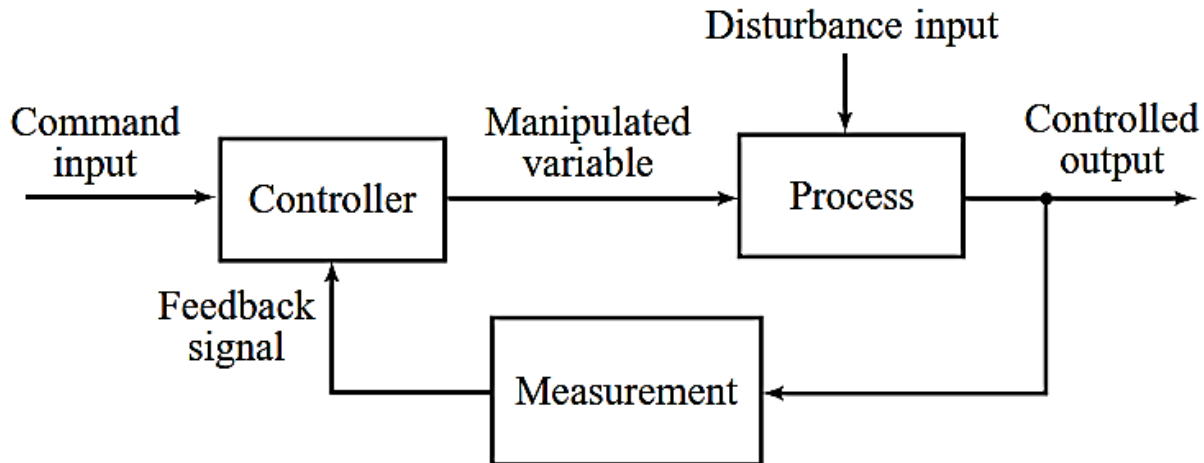 Disturbance input
Command
input
Controller
Manipulated
variable
Process
Controlled
output
Feedback
signal
Measurement